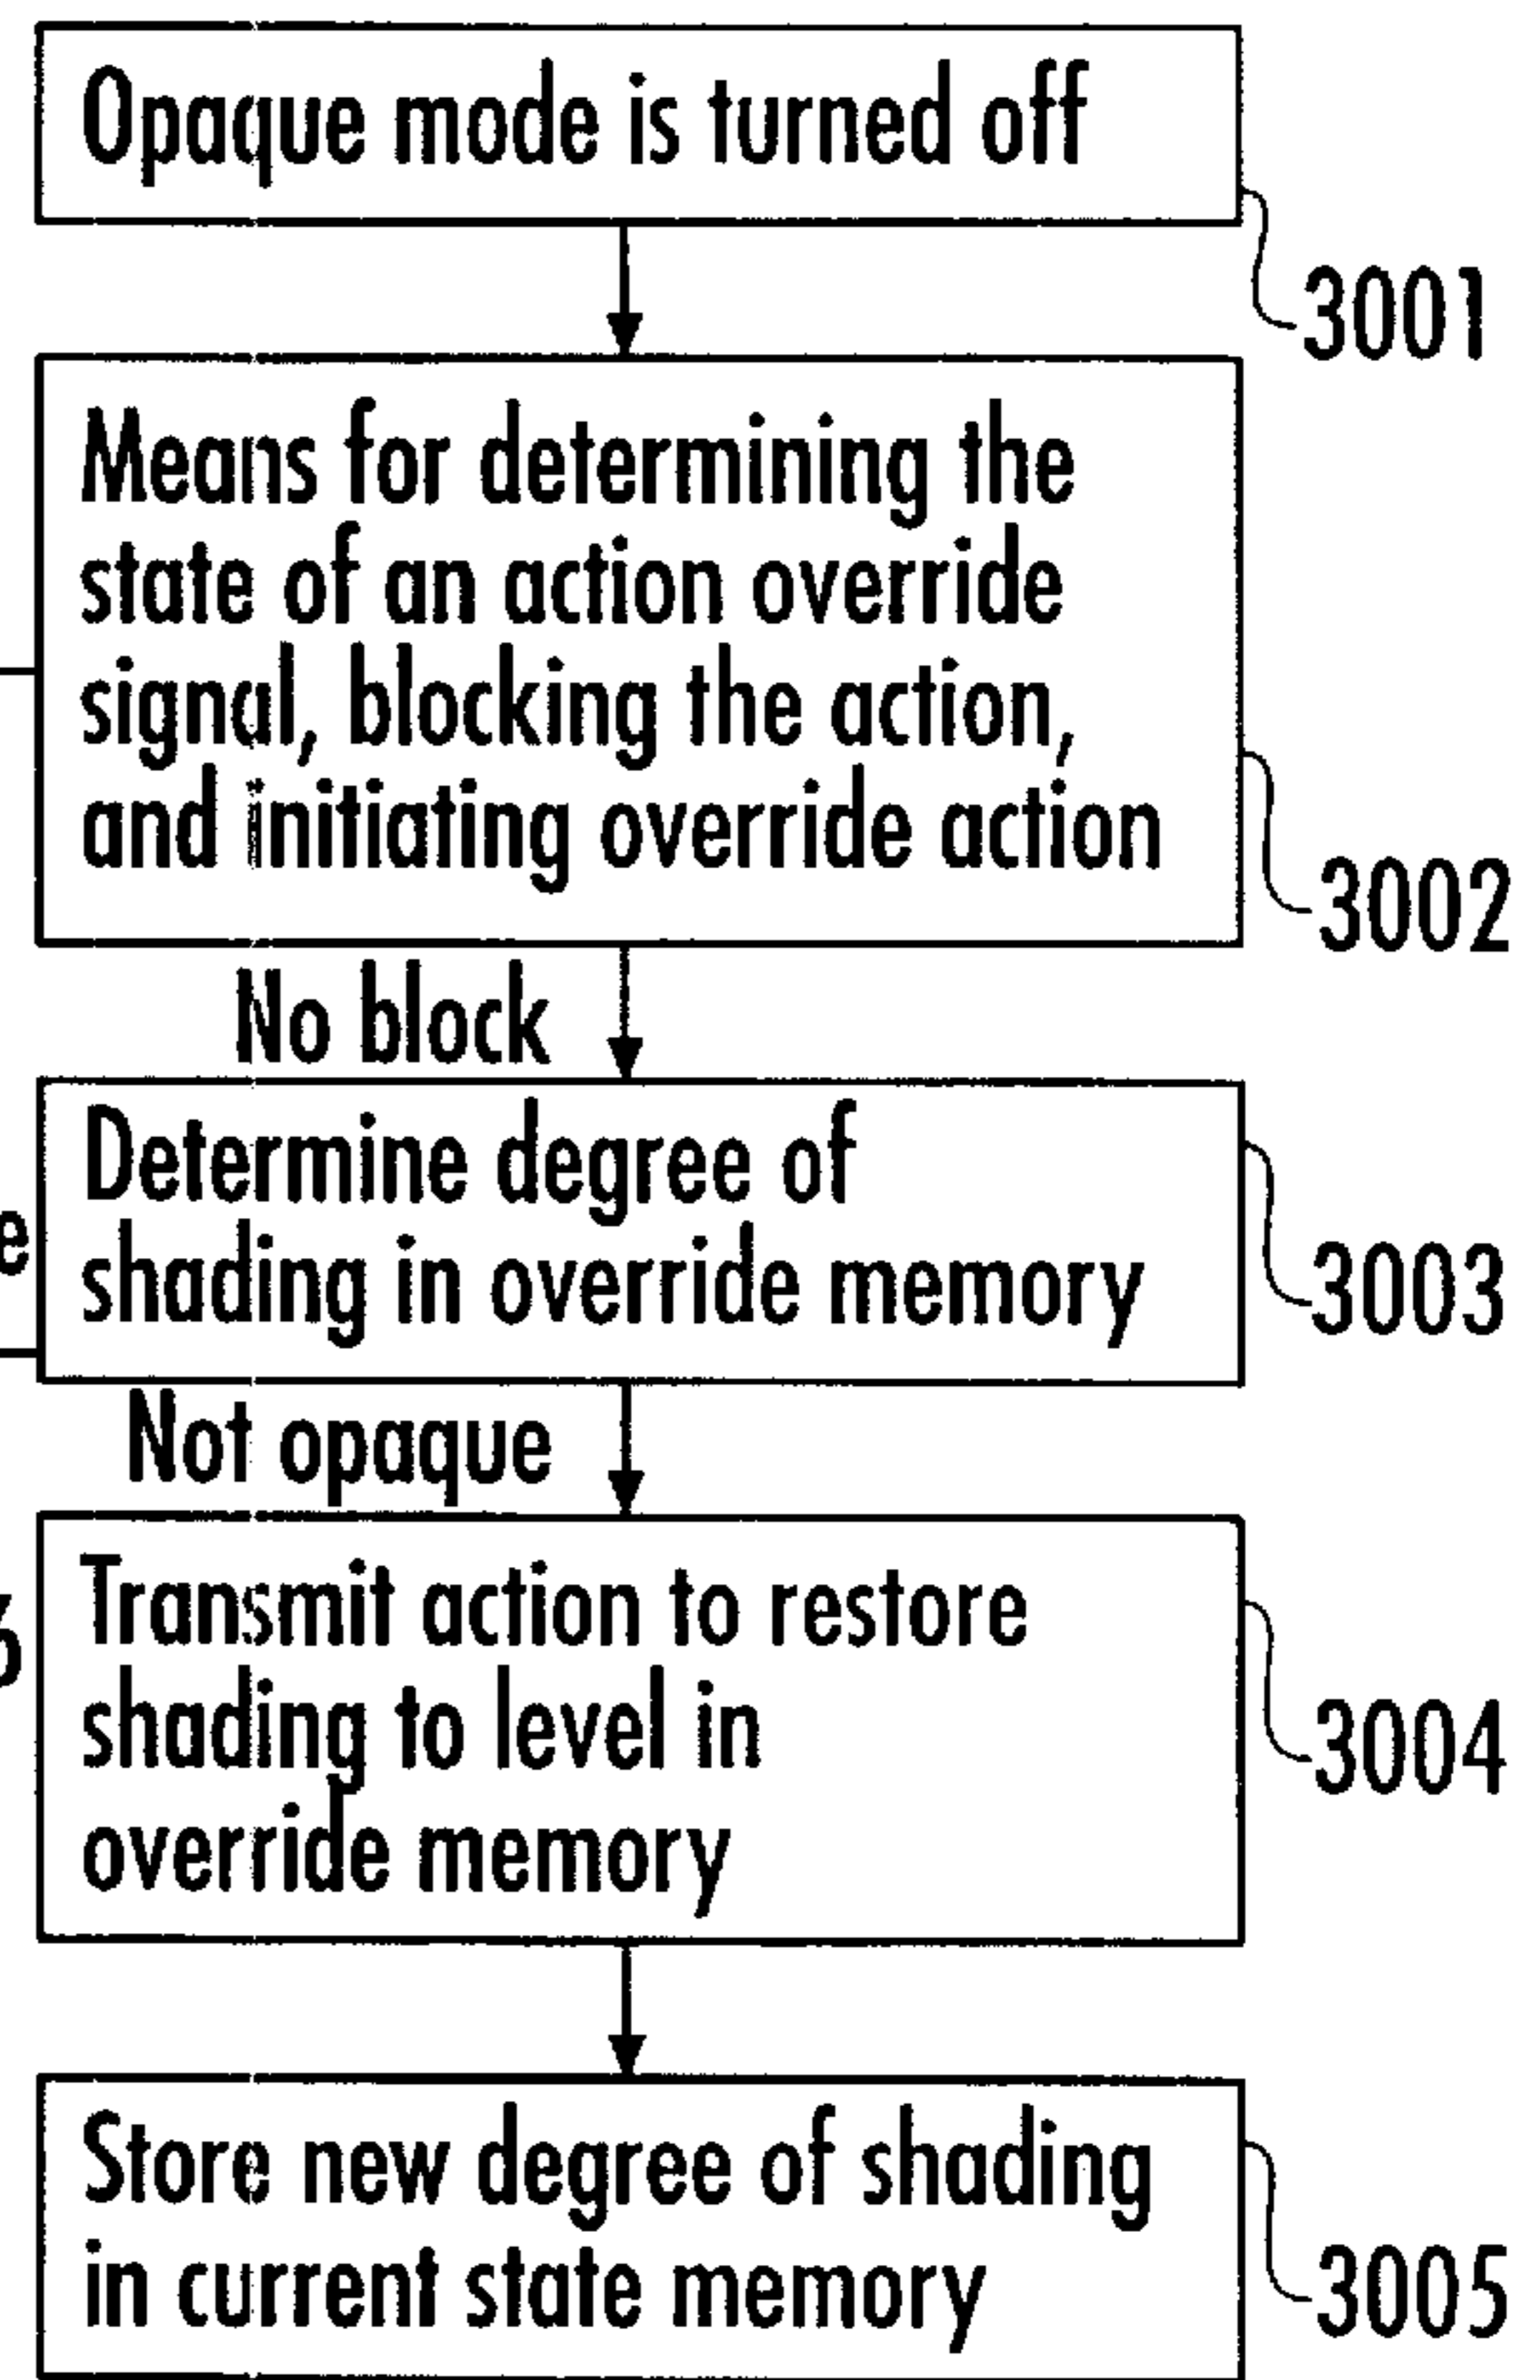 Opaque mode is turned off
3001
Means for determining the
state of an action override
signal, blocking the action,
and initiating override action
3002
No block
Determine degree of
shading in override memory
3003
e
Not opaque
Transmit action to restore
shading to level in
override memory
3004
Store new degree of shading
in current state memory
3005